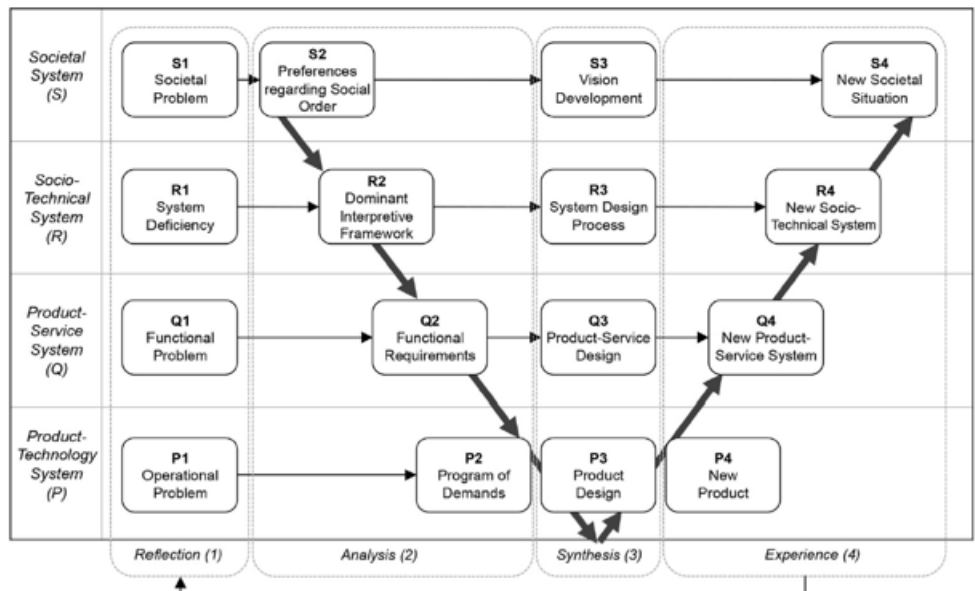 Societal
System
(S)
S1
Societal
Problem
S2
Preferences
regarding Social
Order
S3
Vision
Development
S4
New Societal
Situation
Socio-
Technical
System
(R)
R1
System
Deficiency
R2
Dominant
Interpretive
Framework
R3
System Design
Process
R4
New Socio-
Technical System
Product-
Service
System
(Q)
Q1
Functional
Problem
Q2
Functional
Requirements
Q3
Product-Service
Design
Q4
New Product-
Service System
Product-
Technology
System
(P)
P1
Operational
Problem
P2
Program of
Demands
P3
Product
Design
P4
New
Product
Reflection (1)
Analysis (2)
Synthesis (3)
Experience (4)